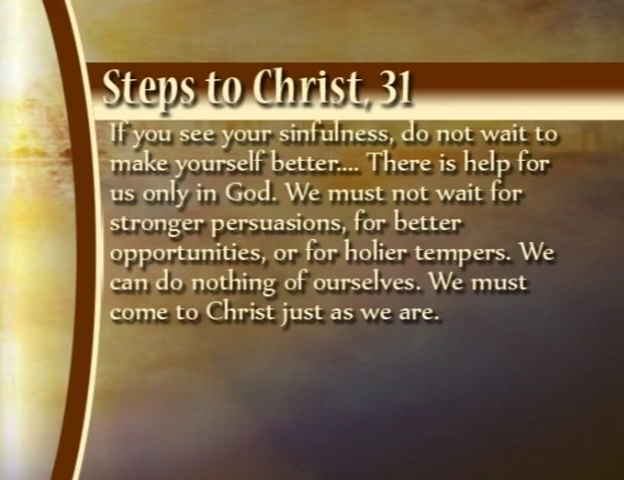 Steps to Christ, 31
If you see your sinfulness, do not wait to
make yourself better.... There is help for
us only in God. We must not wait for
stronger persuasions, for better
opportunities, or for holier tempers. We
can do nothing of ourselves. We must
come to Christ just as we are.